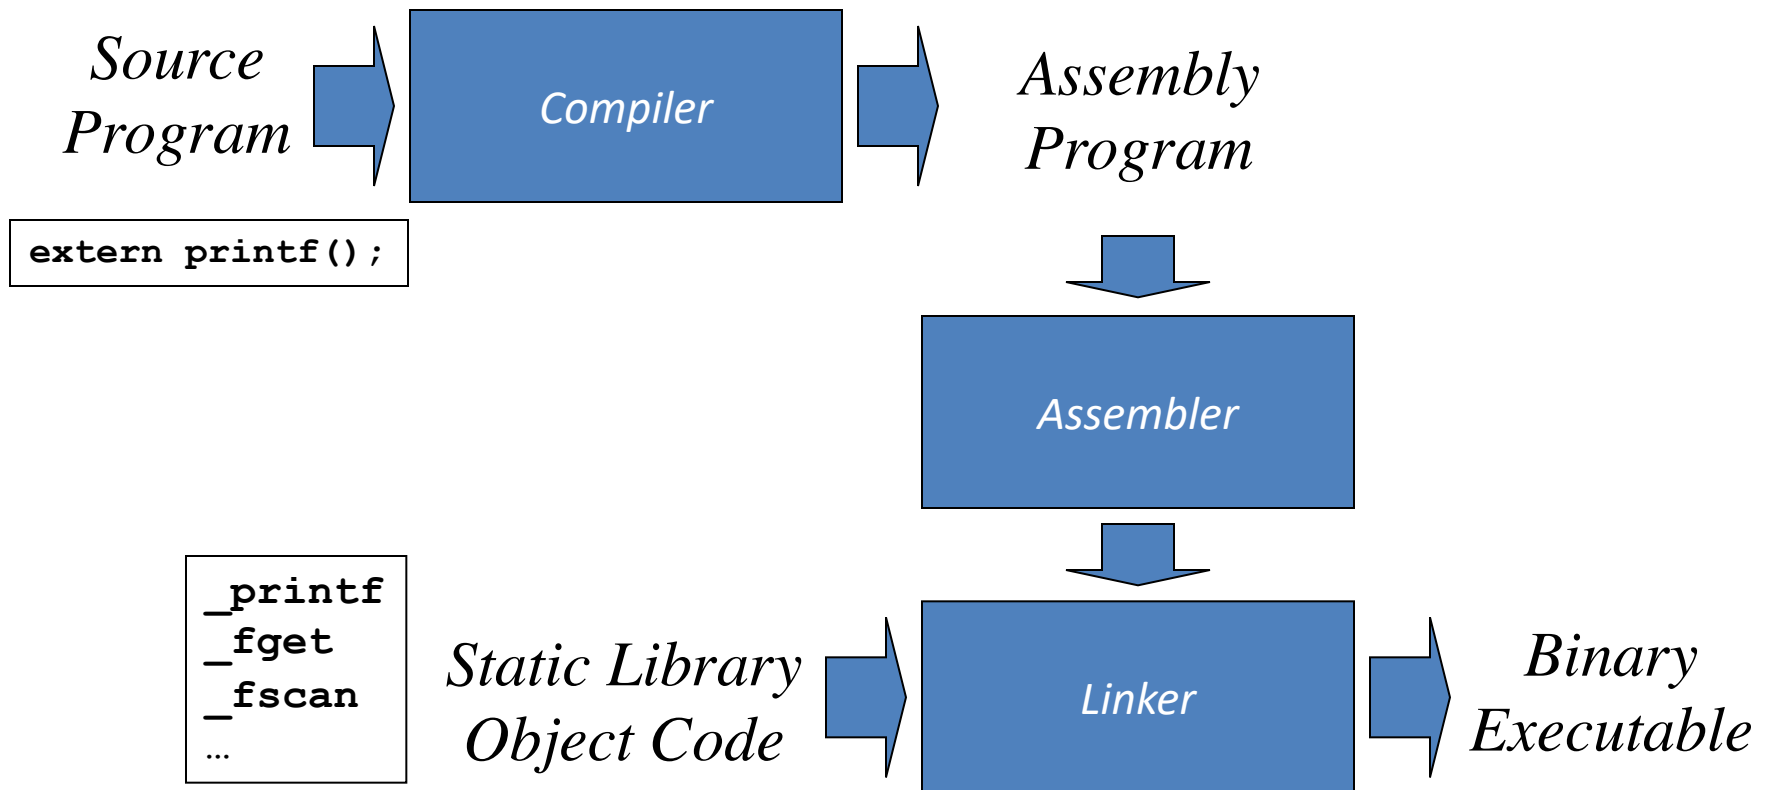 Source
Program
Compiler
Assembly
Program
extern printf();
Assembler
_printf
_fget
_fscan
…
Static Library
Object Code
Linker
Binary
Executable